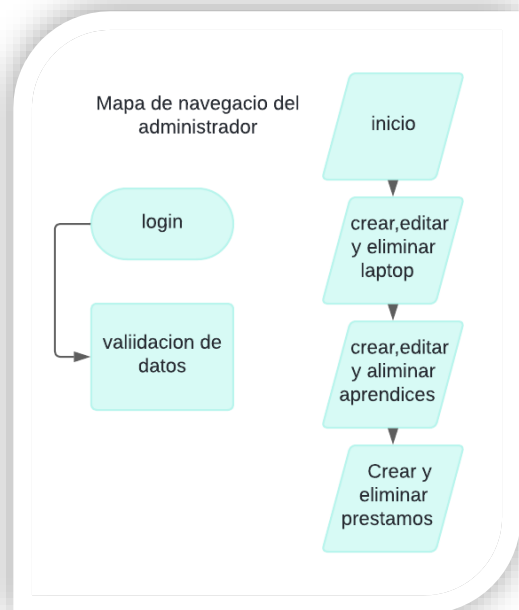 Mapa de navegacio del
administrador
login
valiidacion de
datos
inicio
crear,editar
y eliminar
laptop
crear,editar
y aliminar
aprendices
Crear y
eliminar
prestamos